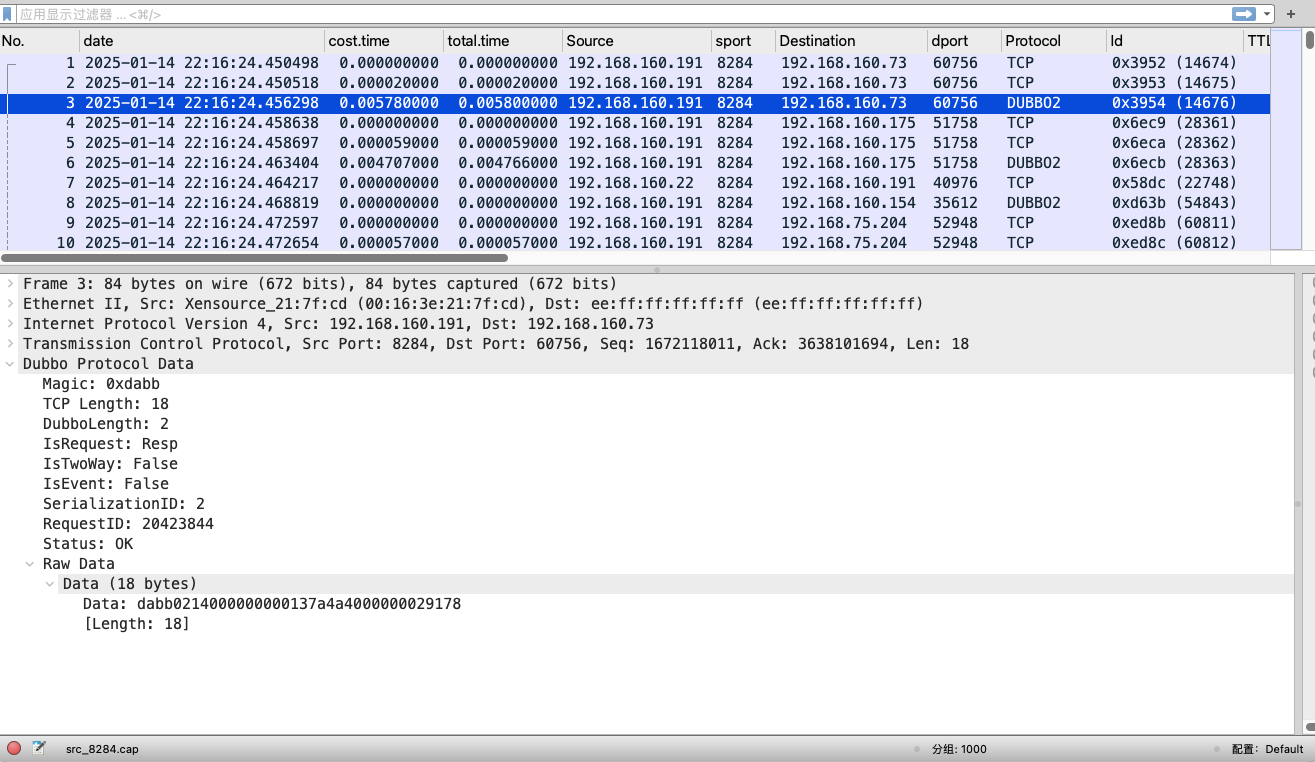 应用显示过滤器 … <⌘/>
No. date cost.time total.time Source sport Destination dport Protocol Id TTL
1 2025-01-14 22:16:24.450498 0.000000000 0.000000000 192.168.160.191 8284 192.168.160.73 60756 TCP 0x3952 (14674)
2 2025-01-14 22:16:24.450518 0.000020000 0.000020000 192.168.160.191 8284 192.168.160.73 60756 TCP 0x3953 (14675)
3 2025-01-14 22:16:24.456298 0.005780000 0.005800000 192.168.160.191 8284 192.168.160.73 60756 DUBBO2 0x3954 (14676)
4 2025-01-14 22:16:24.458638 0.000000000 0.000000000 192.168.160.191 8284 192.168.160.175 51758 TCP 0x6ec9 (28361)
5 2025-01-14 22:16:24.458697 0.000059000 0.000059000 192.168.160.191 8284 192.168.160.175 51758 TCP 0x6eca (28362)
6 2025-01-14 22:16:24.463404 0.004707000 0.004766000 192.168.160.191 8284 192.168.160.175 51758 DUBBO2 0x6ecb (28363)
7 2025-01-14 22:16:24.464217 0.000000000 0.000000000 192.168.160.22 8284 192.168.160.191 40976 TCP 0x58dc (22748)
8 2025-01-14 22:16:24.468819 0.000000000 0.000000000 192.168.160.191 8284 192.168.160.154 35612 DUBBO2 0xd63b (54843)
9 2025-01-14 22:16:24.472597 0.000000000 0.000000000 192.168.160.191 8284 192.168.75.204 52948 TCP 0xed8b (60811)
10 2025-01-14 22:16:24.472654 0.000057000 0.000057000 192.168.160.191 8284 192.168.75.204 52948 TCP 0xed8c (60812)
Frame 3: 84 bytes on wire (672 bits), 84 bytes captured (672 bits)
Ethernet II, Src: Xensource_21:7f:cd (00:16:3e:21:7f:cd), Dst: ee:ff:ff:ff:ff:ff (ee:ff:ff:ff:ff:ff)
Internet Protocol Version 4, Src: 192.168.160.191, Dst: 192.168.160.73
Transmission Control Protocol, Src Port: 8284, Dst Port: 60756, Seq: 1672118011, Ack: 3638101694, Len: 18
Dubbo Protocol Data
Magic: 0xdabb
TCP Length: 18
DubboLength: 2
IsRequest: Resp
IsTwoWay: False
IsEvent: False
SerializationID: 2
RequestID: 20423844
Status: OK
Raw Data
Data (18 bytes)
Data: dabb0214000000000137a4a4000000029178
[Length: 18]
src_8284.cap 分组: 1000 配置: Default